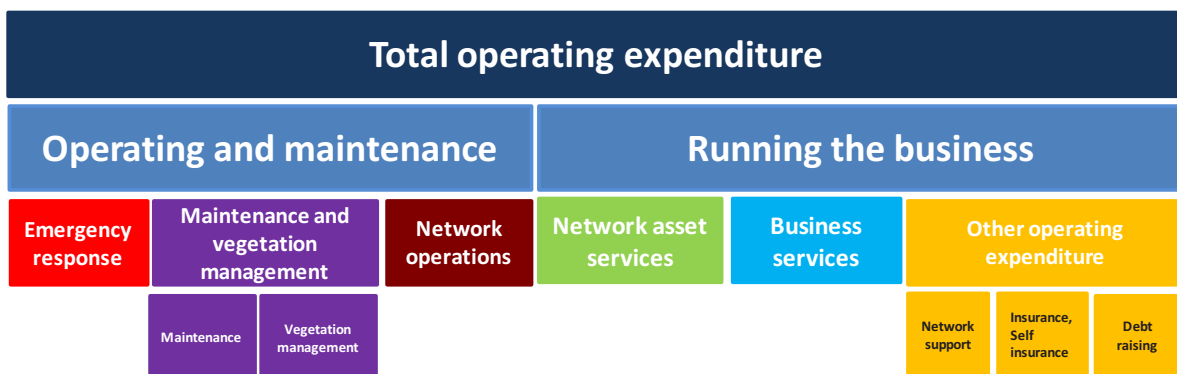 Total operating expenditure
Operating and maintenance
Running the business
Emergency
response
Maintenance and
vegetation
management
Network
operations
Network asset
services
Business
services
Other operating
expenditure
Maintenance
Vegetation
management
Network
support
Insurance,
Self
insurance
Debt
raising